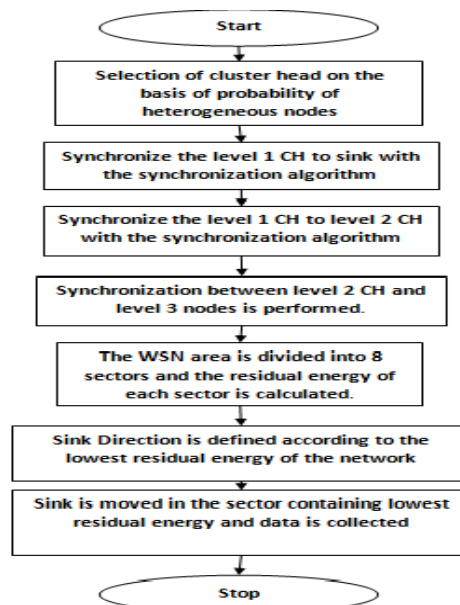 Start
Selection of cluster head on the
basis of probability of
heterogeneous nodes
Synchronize the level 1 CH to sink with
the synchronization algorithm
Synchronize the level 1 CH to level 2 CH
with the synchronization algorithm
Synchronization between level 2 CH and
level 3 nodes is performed.
The WSN area is divided into 8
sectors and the residual energy of
each sector is calculated.
Sink Direction is defined according to the
lowest residual energy of the network
Sink is moved in the sector containing lowest
residual energy and data is collected
Stop